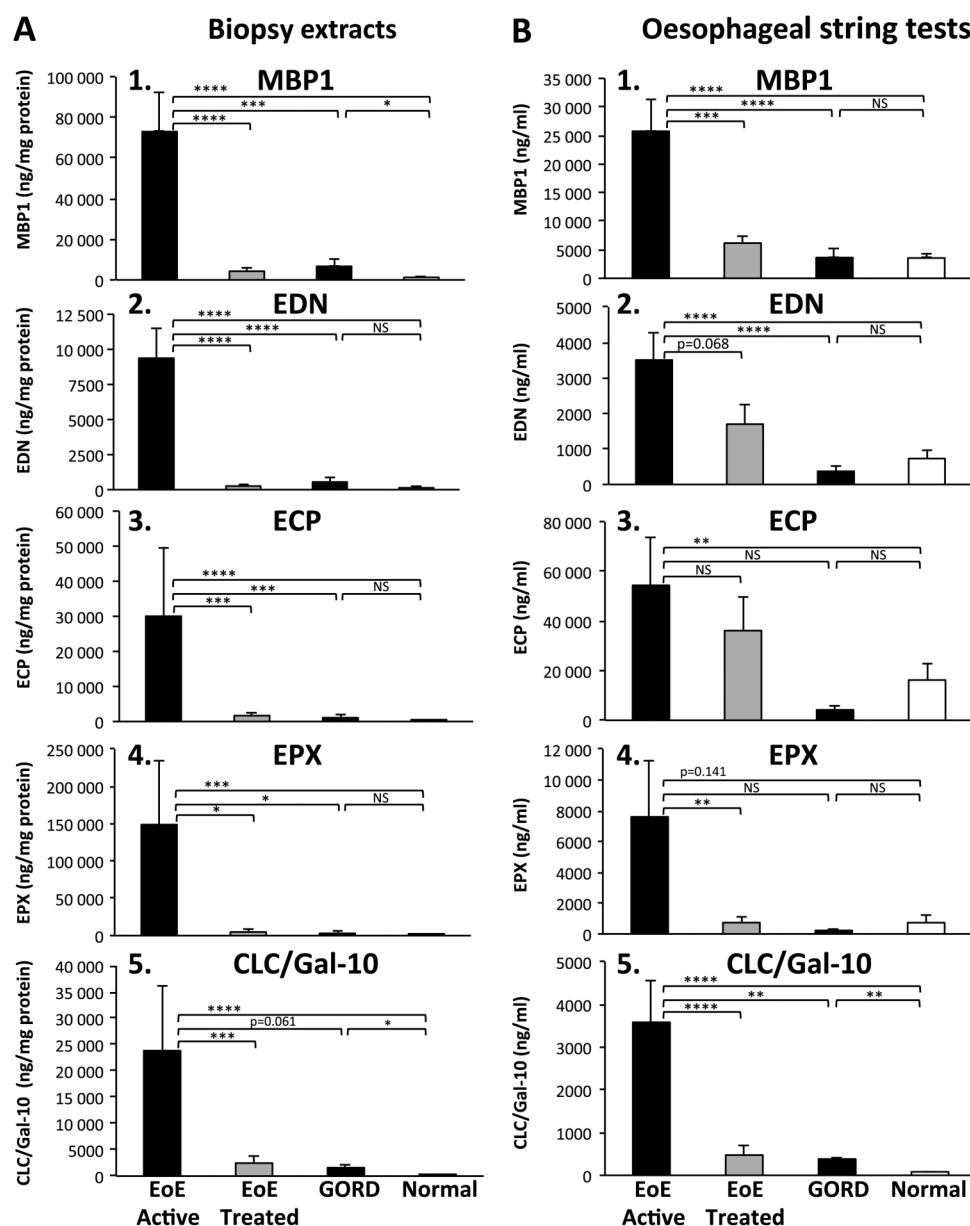 A Biopsy extracts
1. MBP1
MBP1 (ng/mg protein)
100 000
80 000
60 000
40 000
20 000
0
****
***
*
****
2. EDN
EDN (ng/mg protein)
12 500
10 000
7500
5000
2500
0
****
NS
****
****
3. ECP
ECP (ng/mg protein)
60 000
50 000
40 000
30 000
20 000
10 000
0
****
***
NS
***
4. EPX
EPX (ng/mg protein)
250 000
200 000
150 000
100 000
50 000
0
***
*
NS
*
5. CLC/Gal-10
CLC/Gal-10 (ng/mg protein)
40 000
35 000
30 000
25 000
20 000
15 000
10 000
5000
0
****
p=0.061
*
***
EoE Active
EoE Treated
GORD
Normal
B Oesophageal string tests
1. MBP1
MBP1 (ng/ml)
35 000
30 000
25 000
20 000
15 000
10 000
5000
0
****
****
NS
***
2. EDN
EDN (ng/ml)
5000
4000
3000
2000
1000
0
****
****
NS
p=0.068
3. ECP
ECP (ng/ml)
80 000
60 000
40 000
20 000
0
**
NS
NS
NS
4. EPX
EPX (ng/ml)
12 000
10 000
8000
6000
4000
2000
0
p=0.141
NS
NS
**
5. CLC/Gal-10
CLC/Gal-10 (ng/ml)
5000
4000
3000
2000
1000
0
****
**
**
****
EoE Active
EoE Treated
GORD
Normal